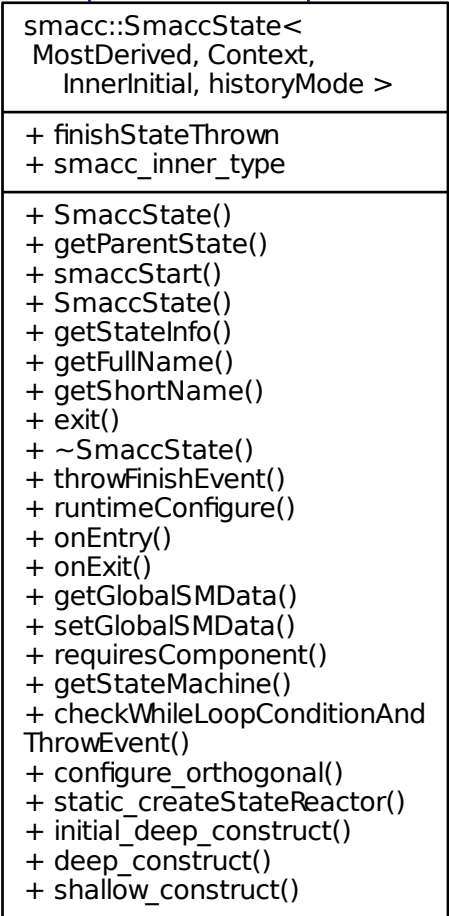 smacc::SmaccState<
MostDerived, Context,
InnerInitial, historyMode >
+ finishStateThrown
+ smacc_inner_type
+ SmaccState()
+ getParentState()
+ smaccStart()
+ SmaccState()
+ getStateInfo()
+ getFullName()
+ getShortName()
+ exit()
+ ~SmaccState()
+ throwFinishEvent()
+ runtimeConfigure()
+ onEntry()
+ onExit()
+ getGlobalSMData()
+ setGlobalSMData()
+ requiresComponent()
+ getStateMachine()
+ checkWhileLoopConditionAnd
ThrowEvent()
+ configure_orthogonal()
+ static_createStateReactor()
+ initial_deep_construct()
+ deep_construct()
+ shallow_construct()